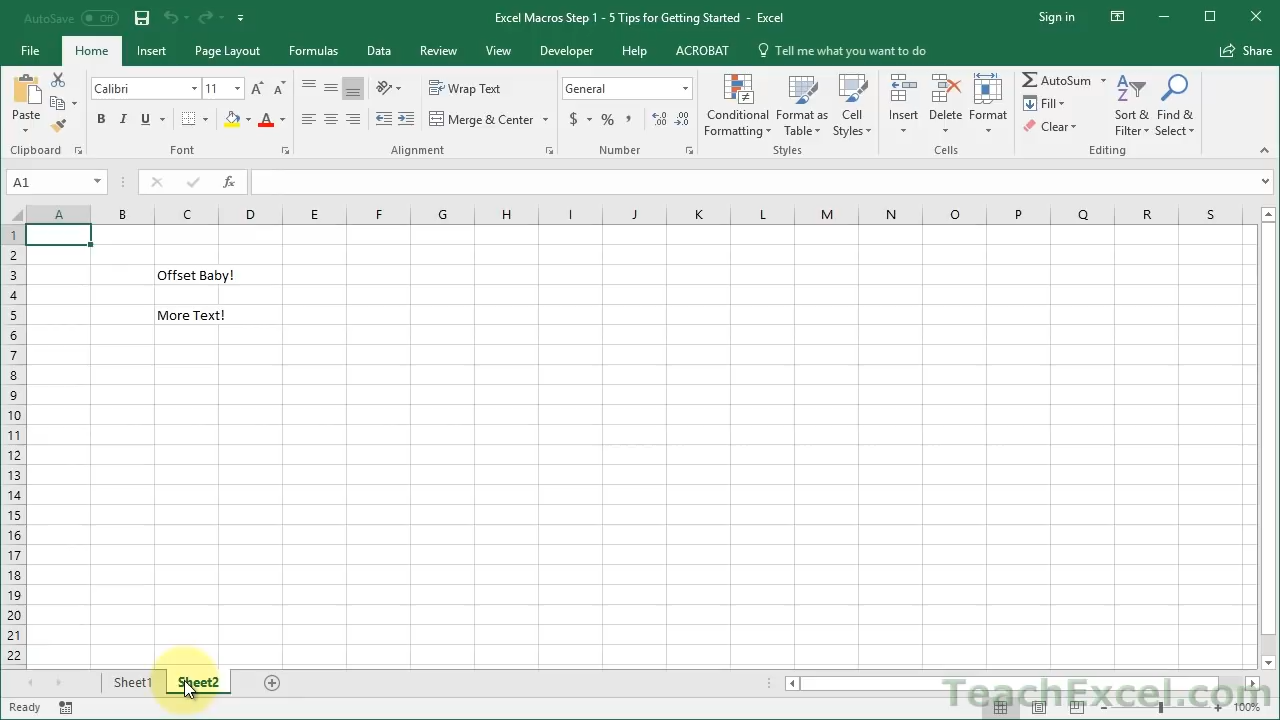 AutoSave Off
Excel Macros Step 1 - 5 Tips for Getting Started - Excel
Sign in
File Home Insert Page Layout Formulas Data Review View Developer Help ACROBAT Tell me what you want to do Share
Paste
Calibri 11
B I U A
Wrap Text
Merge & Center
General
$ % ,
Conditional Formatting
Format as Table
Cell Styles
Insert Delete Format
AutoSum
Fill
Clear
Sort & Filter
Find & Select
Clipboard Font Alignment Number Styles Cells Editing
A1 fx
A B C D E F G H I J K L M N O P Q R S
1
2
3 Offset Baby!
4
5 More Text!
6
7
8
9
10
11
12
13
14
15
16
17
18
19
20
21
22
Sheet1 Sheet2
Ready
TeachExcel.com
100%